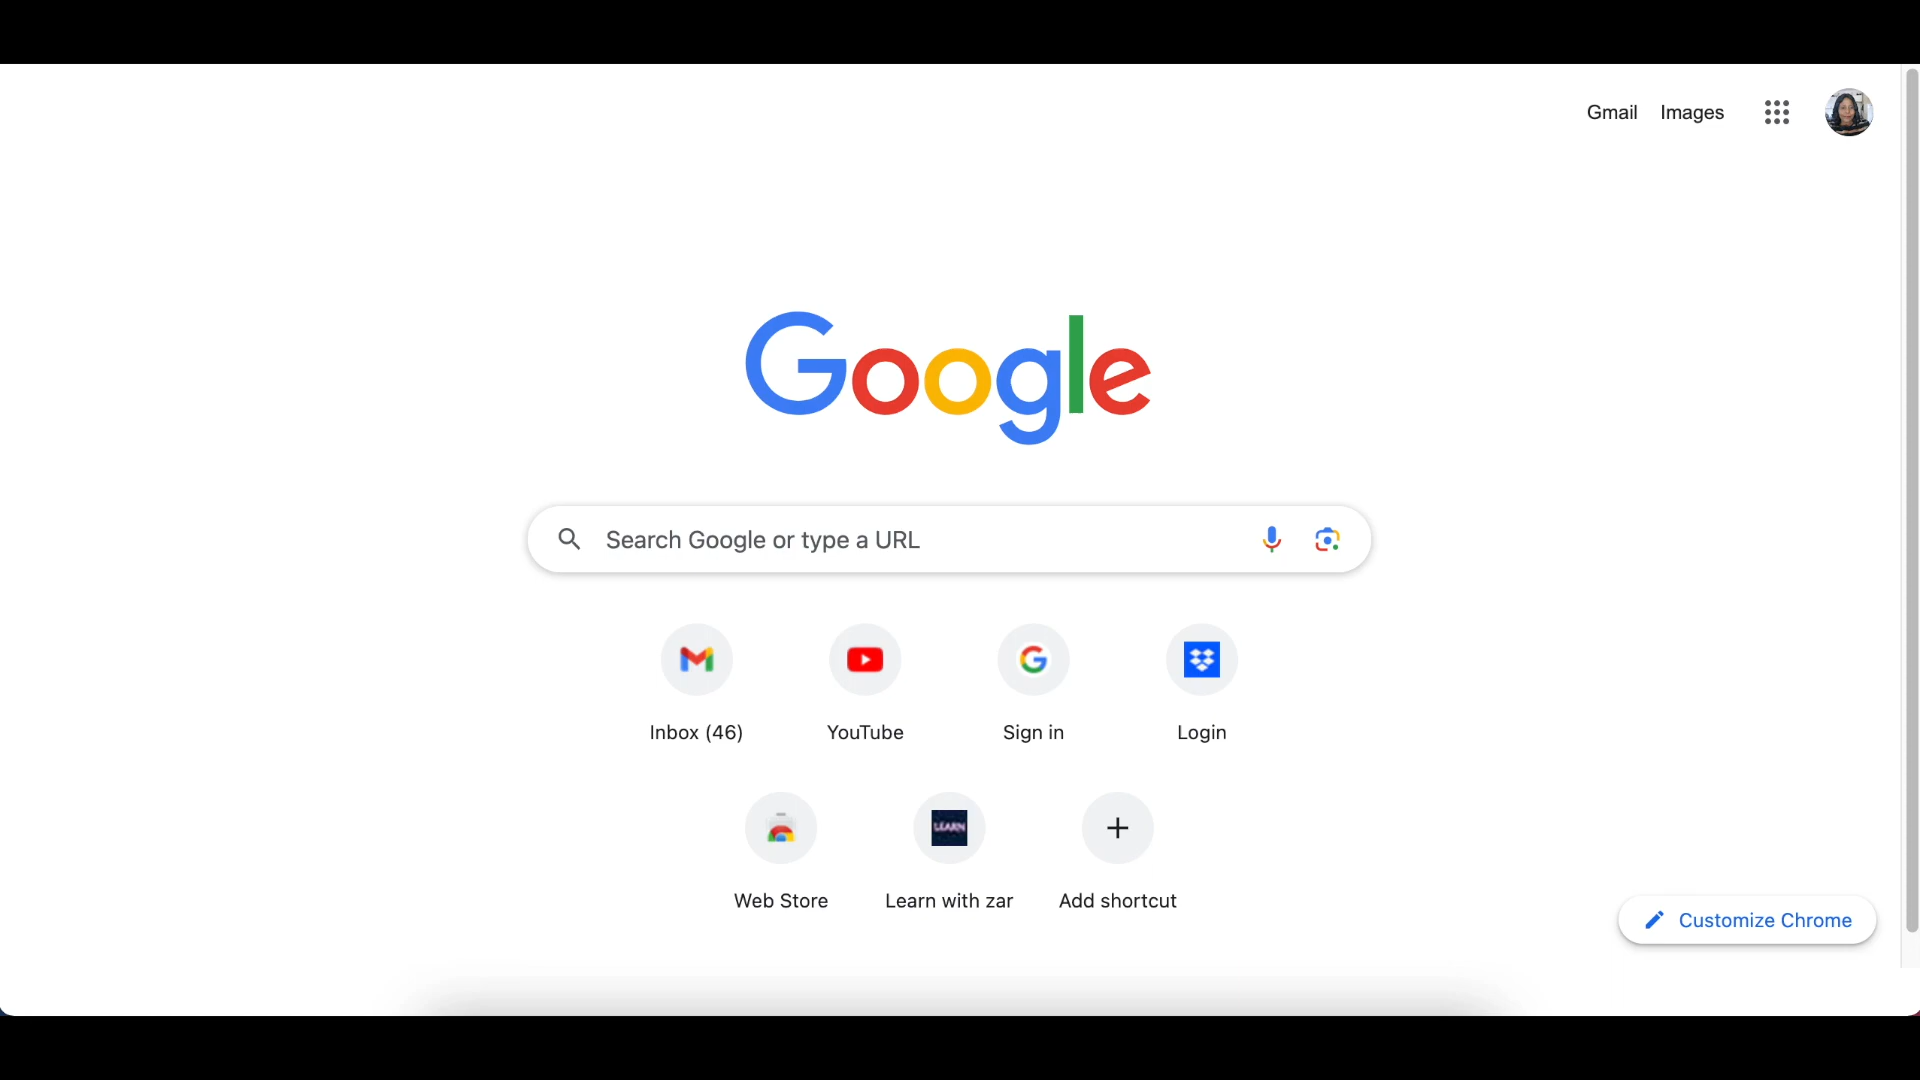 Gmail Images
Google
Search Google or type a URL
Inbox (46) YouTube Sign in Login
LEARN
Web Store Learn with zar Add shortcut
Customize Chrome